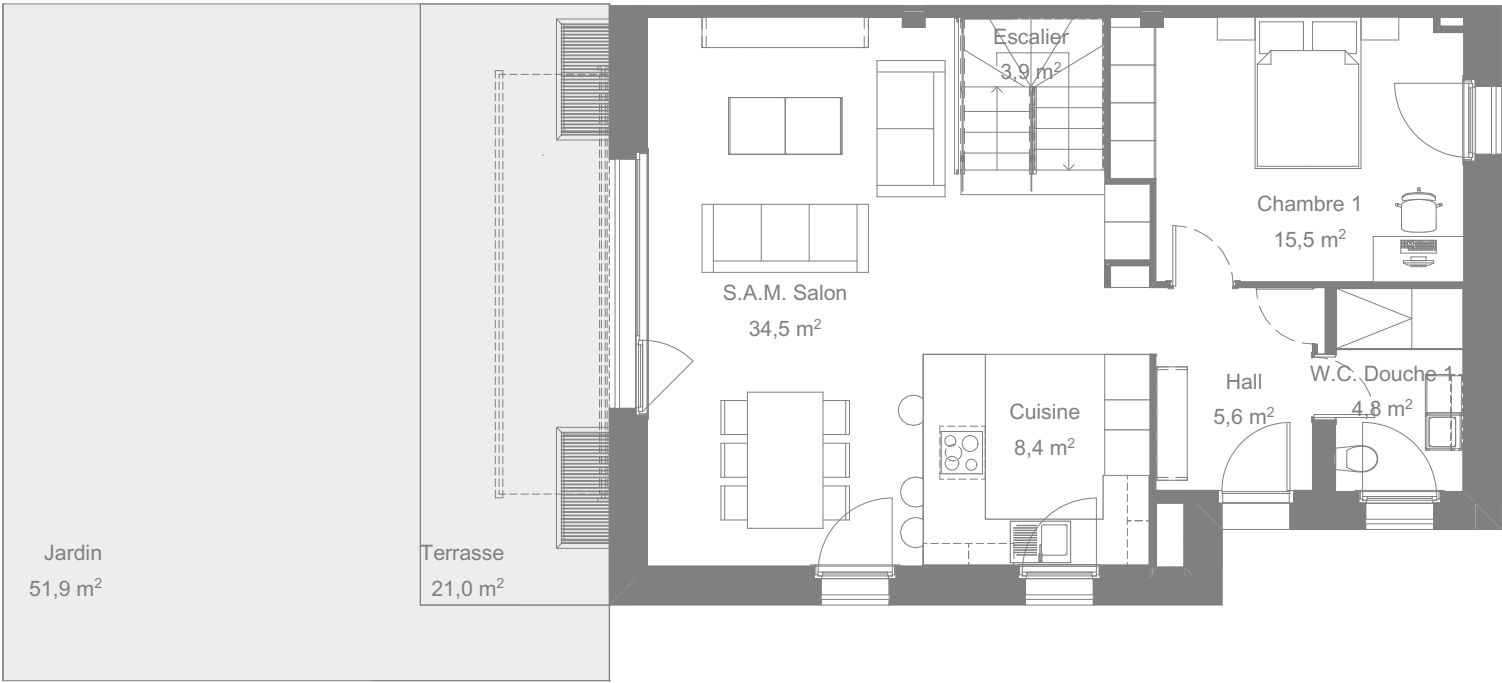 Escalier
3,9 m²
Chambre 1
15,5 m²
S.A.M. Salon
34,5 m²
Hall
5,6 m²
W.C. Douche 1
4,8 m²
Cuisine
8,4 m²
Jardin
51,9 m²
Terrasse
21,0 m²